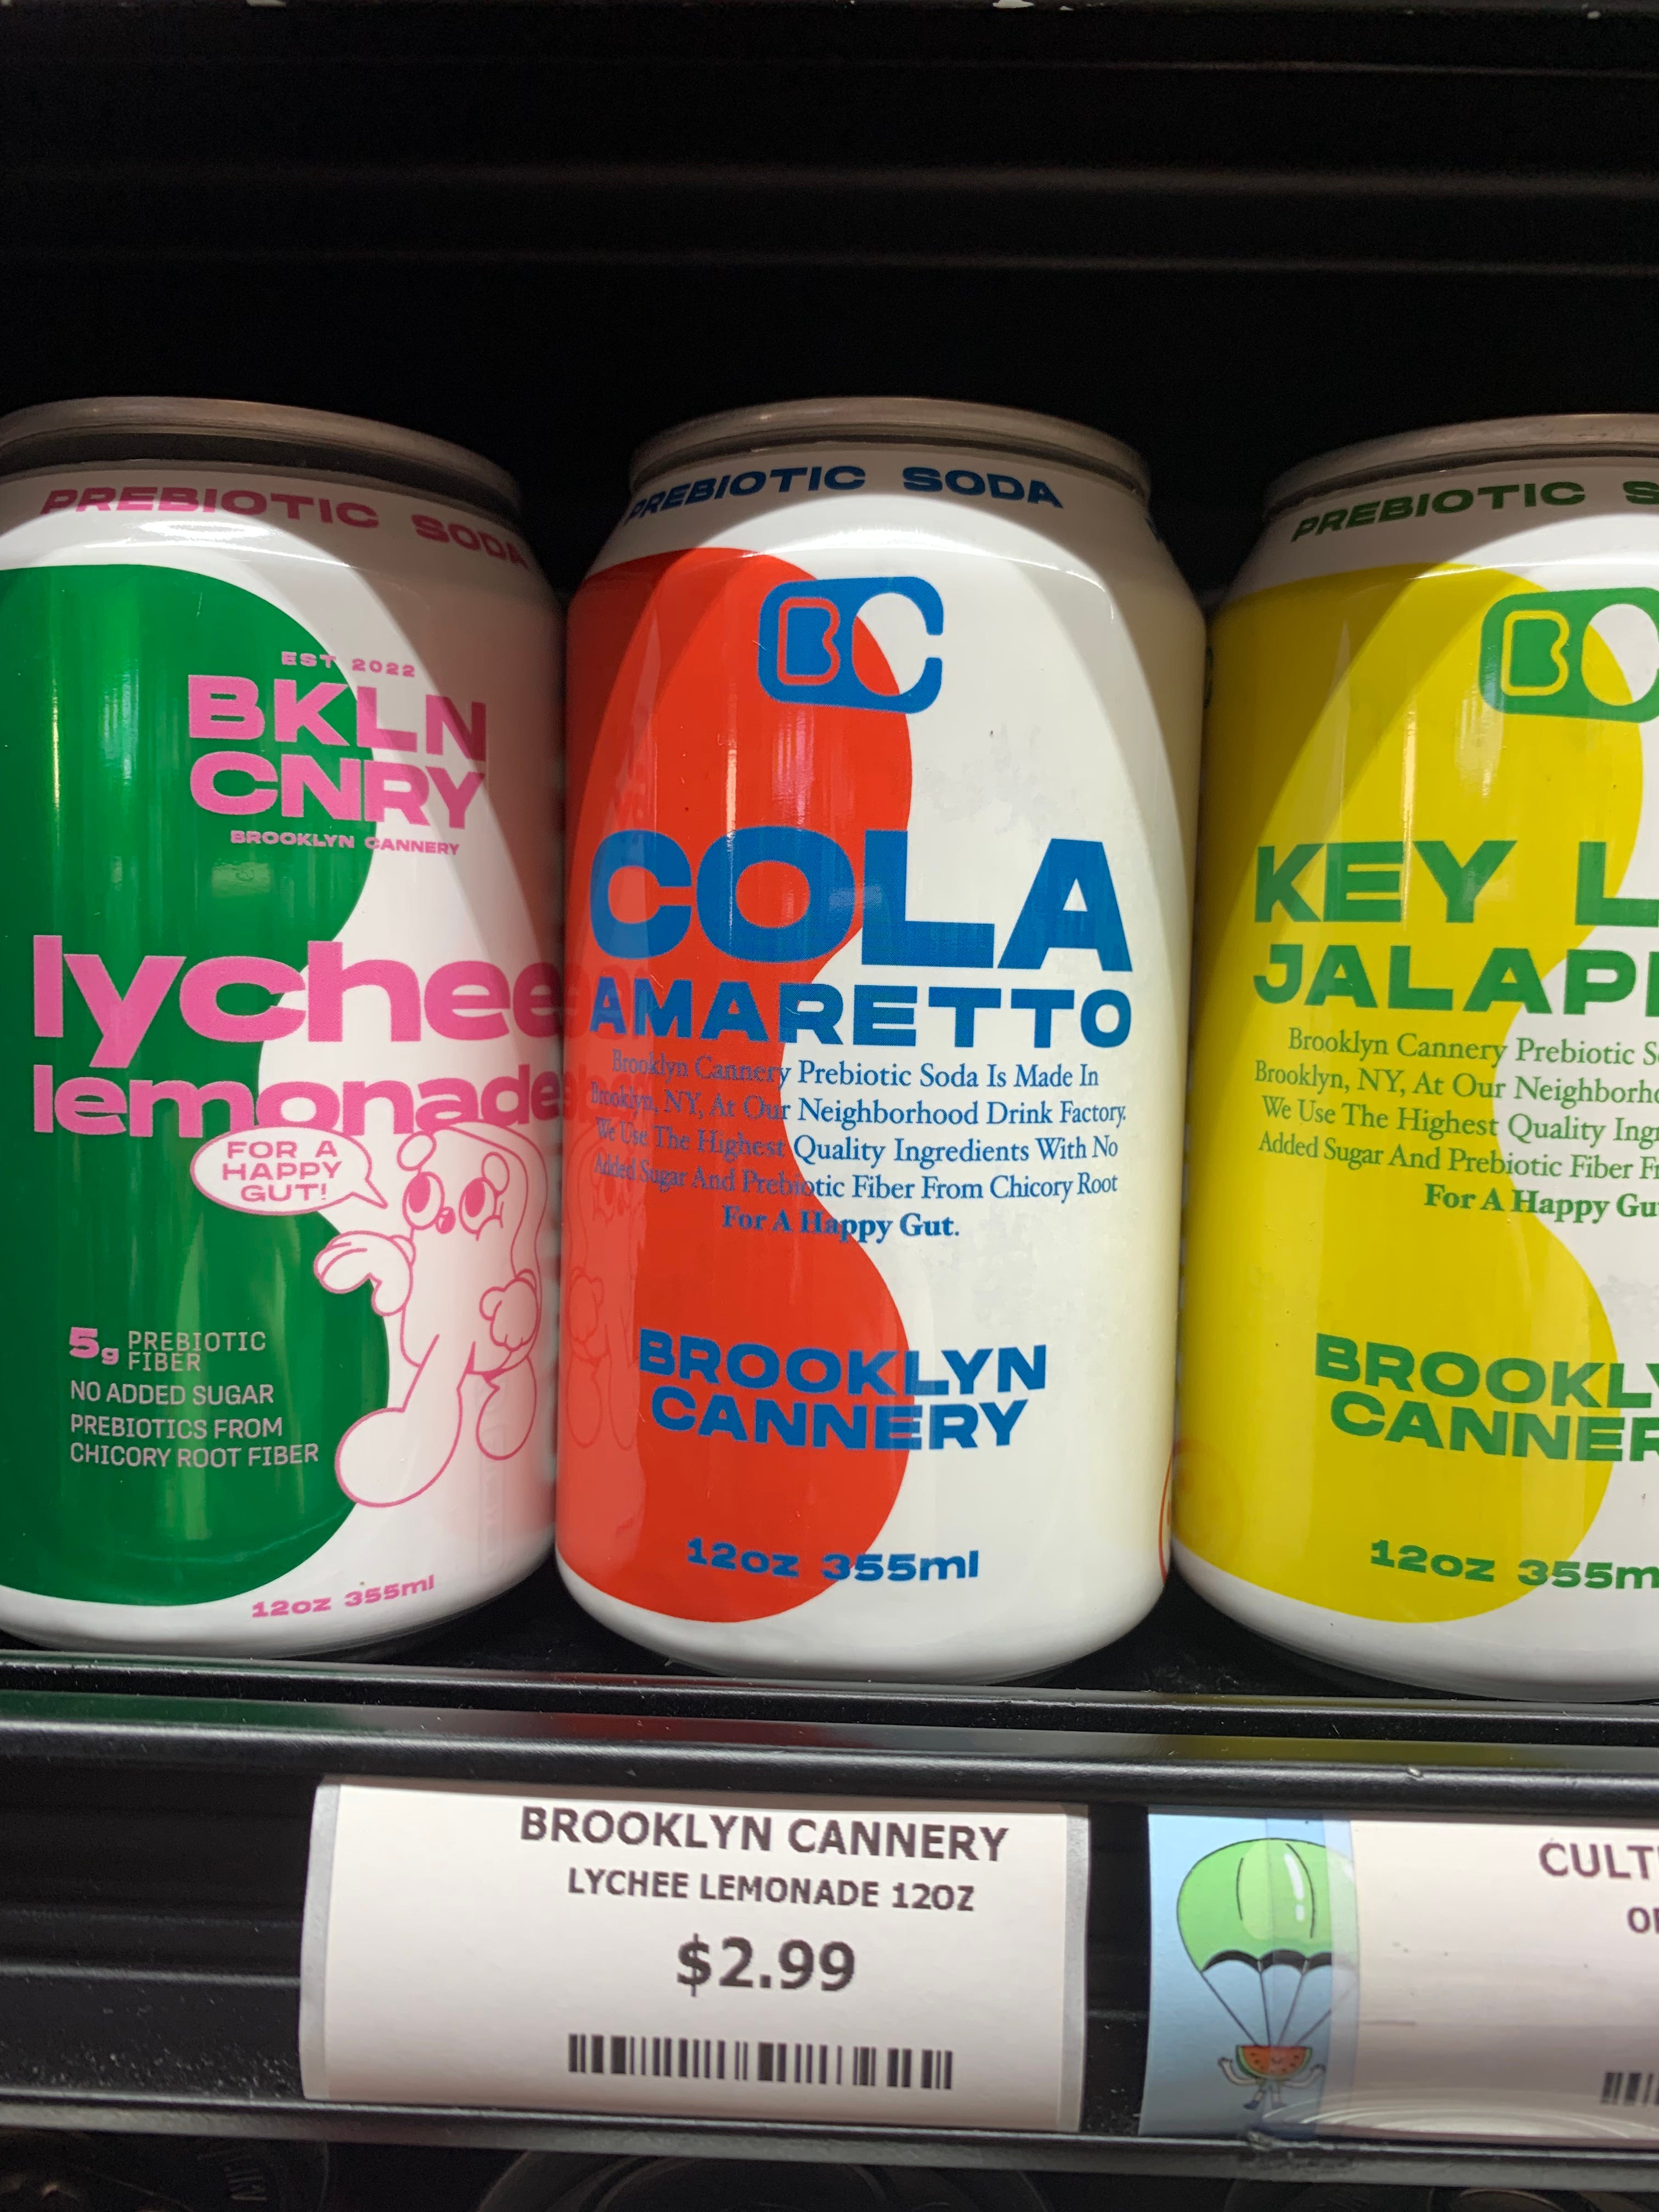 PREBIOTIC SODA
EST 2022
BKLN
CNRY
BROOKLYN CANNERY
lychee
lemonade
FOR A
HAPPY
GUT!
5g PREBIOTIC
FIBER
NO ADDED SUGAR
PREBIOTICS FROM
CHICORY ROOT FIBER
12oz 355ml
PREBIOTIC SODA
BC
COLA
AMARETTO
Brooklyn Cannery Prebiotic Soda Is Made In
Brooklyn, NY, At Our Neighborhood Drink Factory.
We Use The Highest Quality Ingredients With No
Added Sugar And Prebiotic Fiber From Chicory Root
For A Happy Gut.
BROOKLYN
CANNERY
12oz 355ml
PREBIOTIC
BC
KEY
Brooklyn Cannery Prebiotic
Brooklyn, NY, At Our
We Use The Highest Quality
Added Sugar And Prebiotic Fiber
For A Happy
12oz 355m
BROOKLYN CANNERY
LYCHEE LEMONADE 12OZ
$2.99